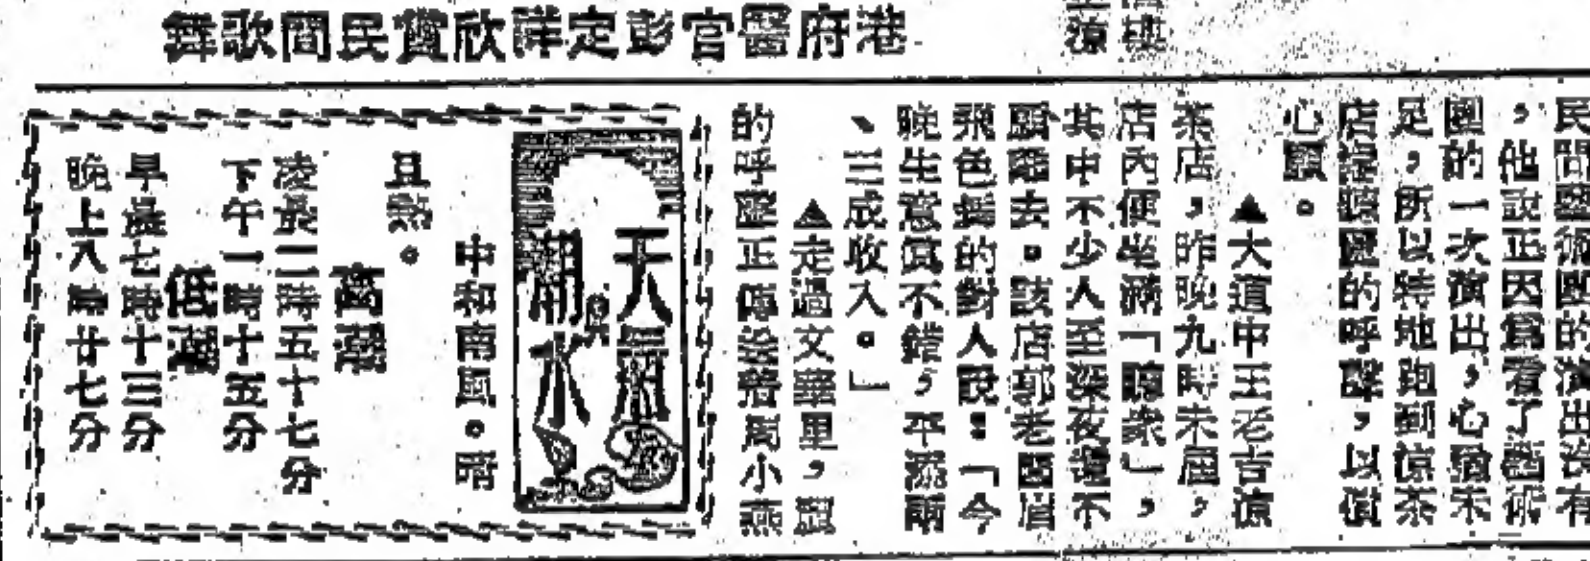 港府醫官彭定祥欣賞民間歌舞
民間藝術團的演出沒有
，他說正因爲看了藝術
團的一次演出，心猶未
足，所以特地跑到涼茶
店聽聽的呼聲，以償
心願。
▲大道中王老吉涼
茶店，昨晚九時未屆，
店內便坐滿「聽衆」，
其中不少人至深夜還不
願離去。該店郭老闆眉
飛色舞的對人說：「今
晚生意眞不錯，平添兩
、三成收入。」
▲走過文華里，
的呼聲正傳送着周小燕
天氣與潮水
中和南風。晴
且熱。
高潮
凌晨二時五十七分
下午一時十五分
低潮
早晨七時十三分
晚上八時廿七分